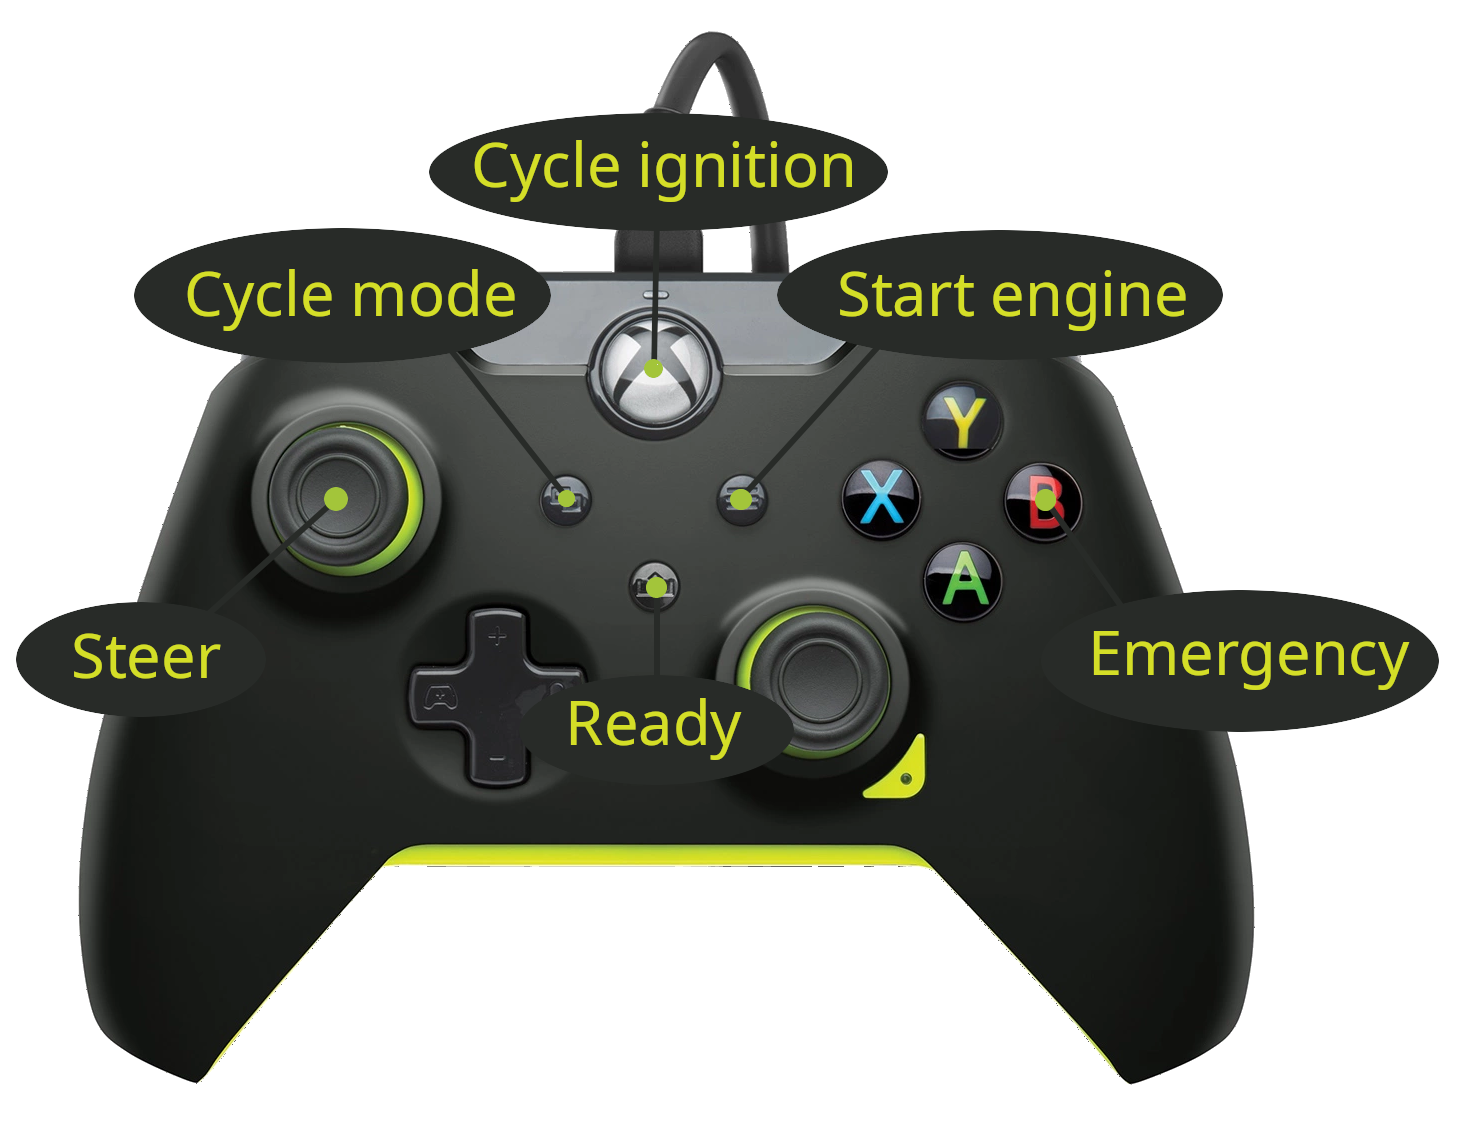 Cycle ignition
Cycle mode
Start engine
Y
X
B
A
Steer
Ready
Emergency